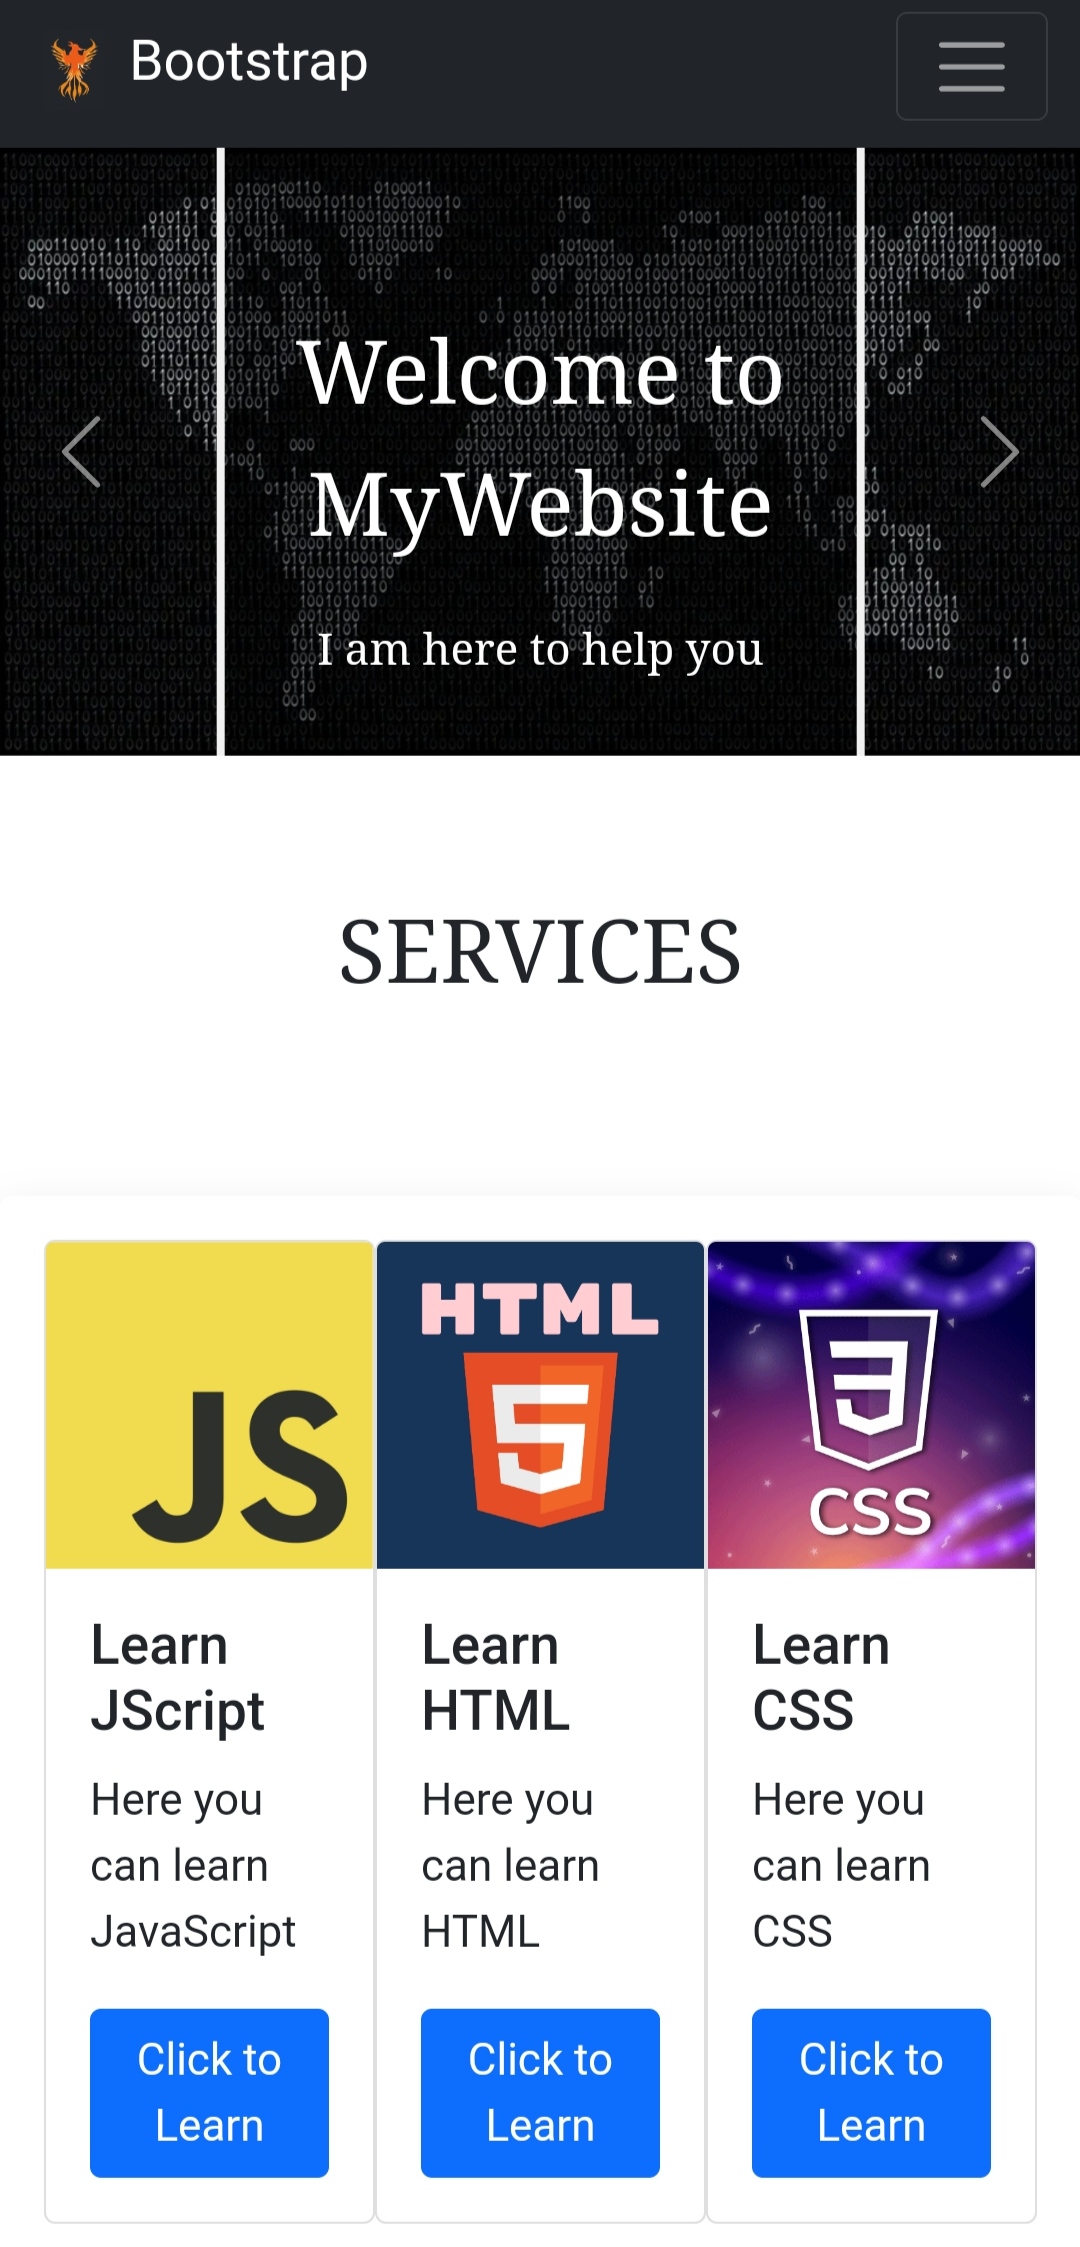 Bootstrap
Welcome to
MyWebsite
I am here to help you
SERVICES
JS
HTML
5
3
CSS
Learn
JScript
Here you
can learn
JavaScript
Click to
Learn
Learn
HTML
Here you
can learn
HTML
Click to
Learn
Learn
CSS
Here you
can learn
CSS
Click to
Learn